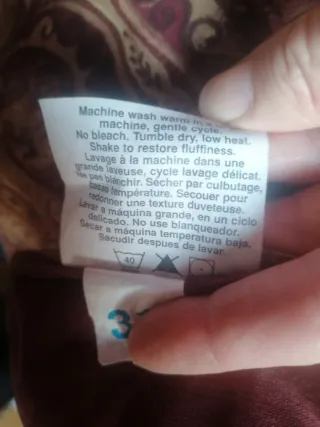 Machine wash warm in a
machine, gentle cycle.
No bleach. Tumble dry, low heat.
Shake to restore fluffiness.
Lavage à la machine dans une
grande laveuse, cycle lavage délicat.
Ne pas blanchir. Sécher par culbutage,
basse température. Secouer pour
redonner une texture duveteuse.
Lavar a máquina grande, en un ciclo
delicado. No use blanqueador.
Secar a máquina temperatura baja.
Secudir despues de lavar.
40
3